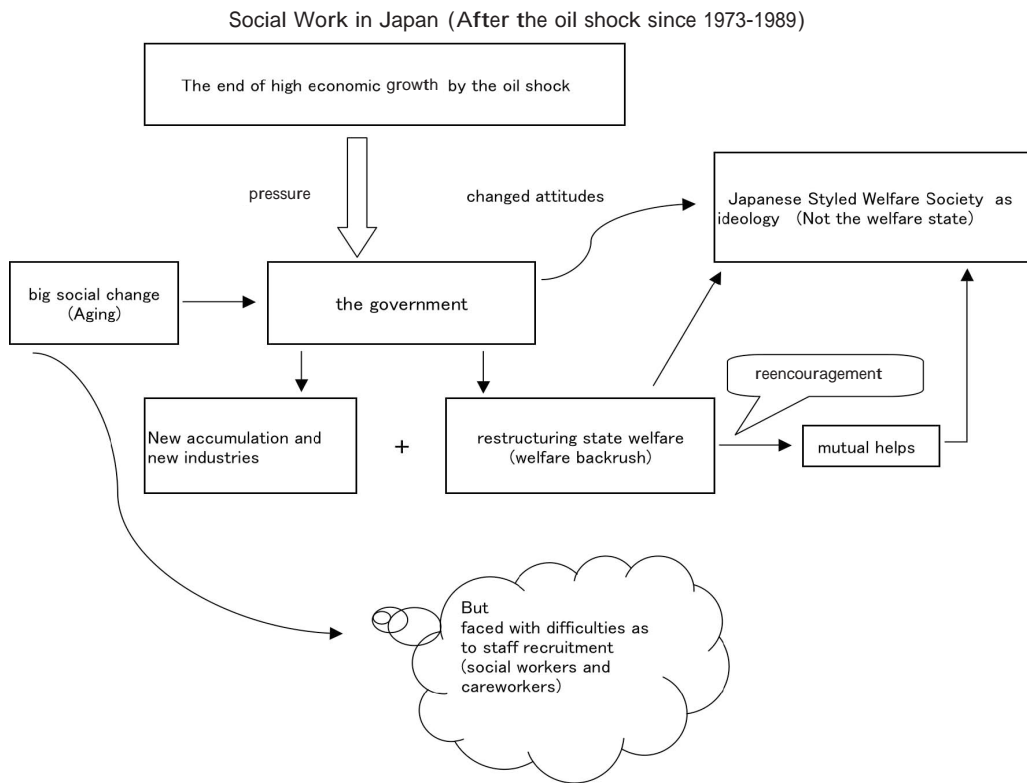 Social Work in Japan (After the oil shock since 1973-1989)
The end of high economic growth by the oil shock
pressure
changed attitudes
Japanese Styled Welfare Society as
ideology (Not the welfare state)
big social change
(Aging)
the government
reencouragement
New accumulation and
new industries
+
restructuring state welfare
(welfare backrush)
mutual helps
But
faced with difficulties as
to staff recruitment
(social workers and
careworkers)